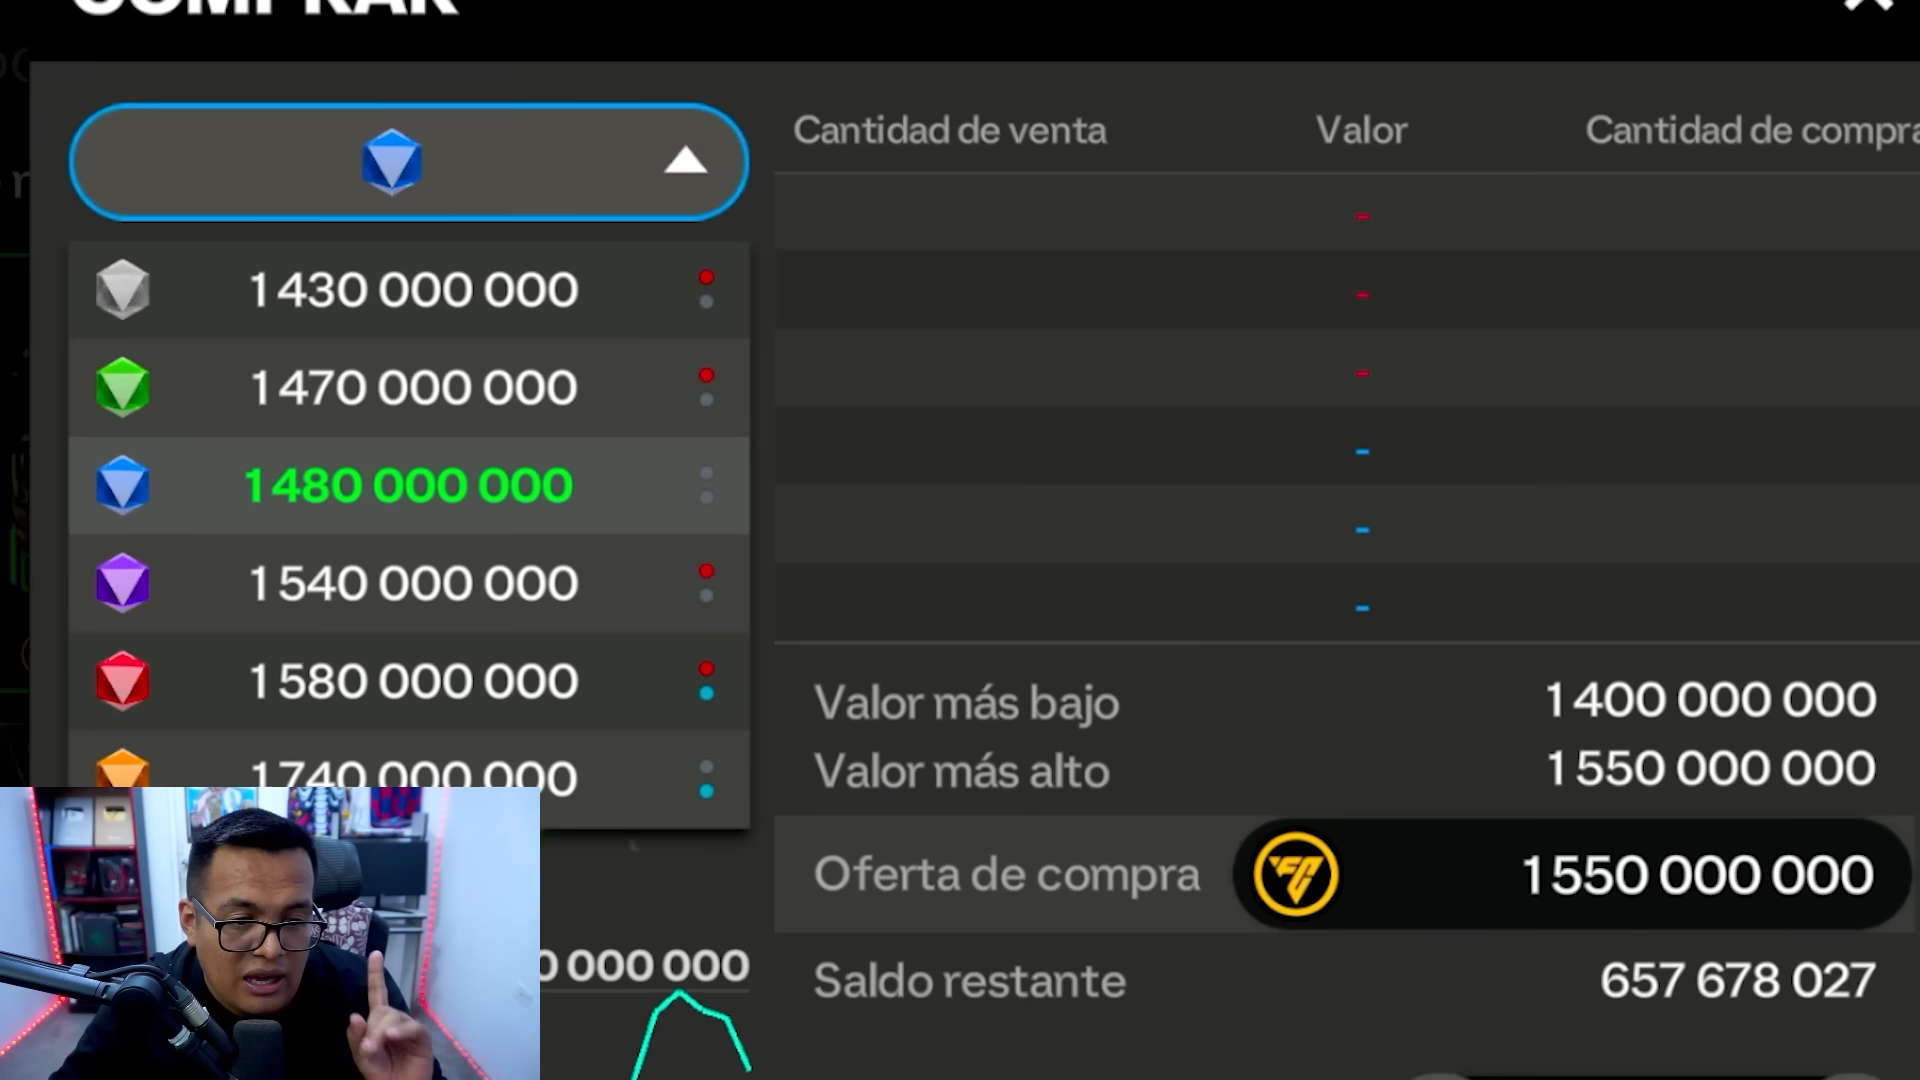 COMPRAR
1 430 000 000
1 470 000 000
1 480 000 000
1 540 000 000
1 580 000 000
1 740 000 000
Cantidad de venta Valor Cantidad de compra
-
-
-
-
-
-
Valor más bajo 1 400 000 000
Valor más alto 1 550 000 000
Oferta de compra FC 1 550 000 000
Saldo restante 657 678 027
0 000 000